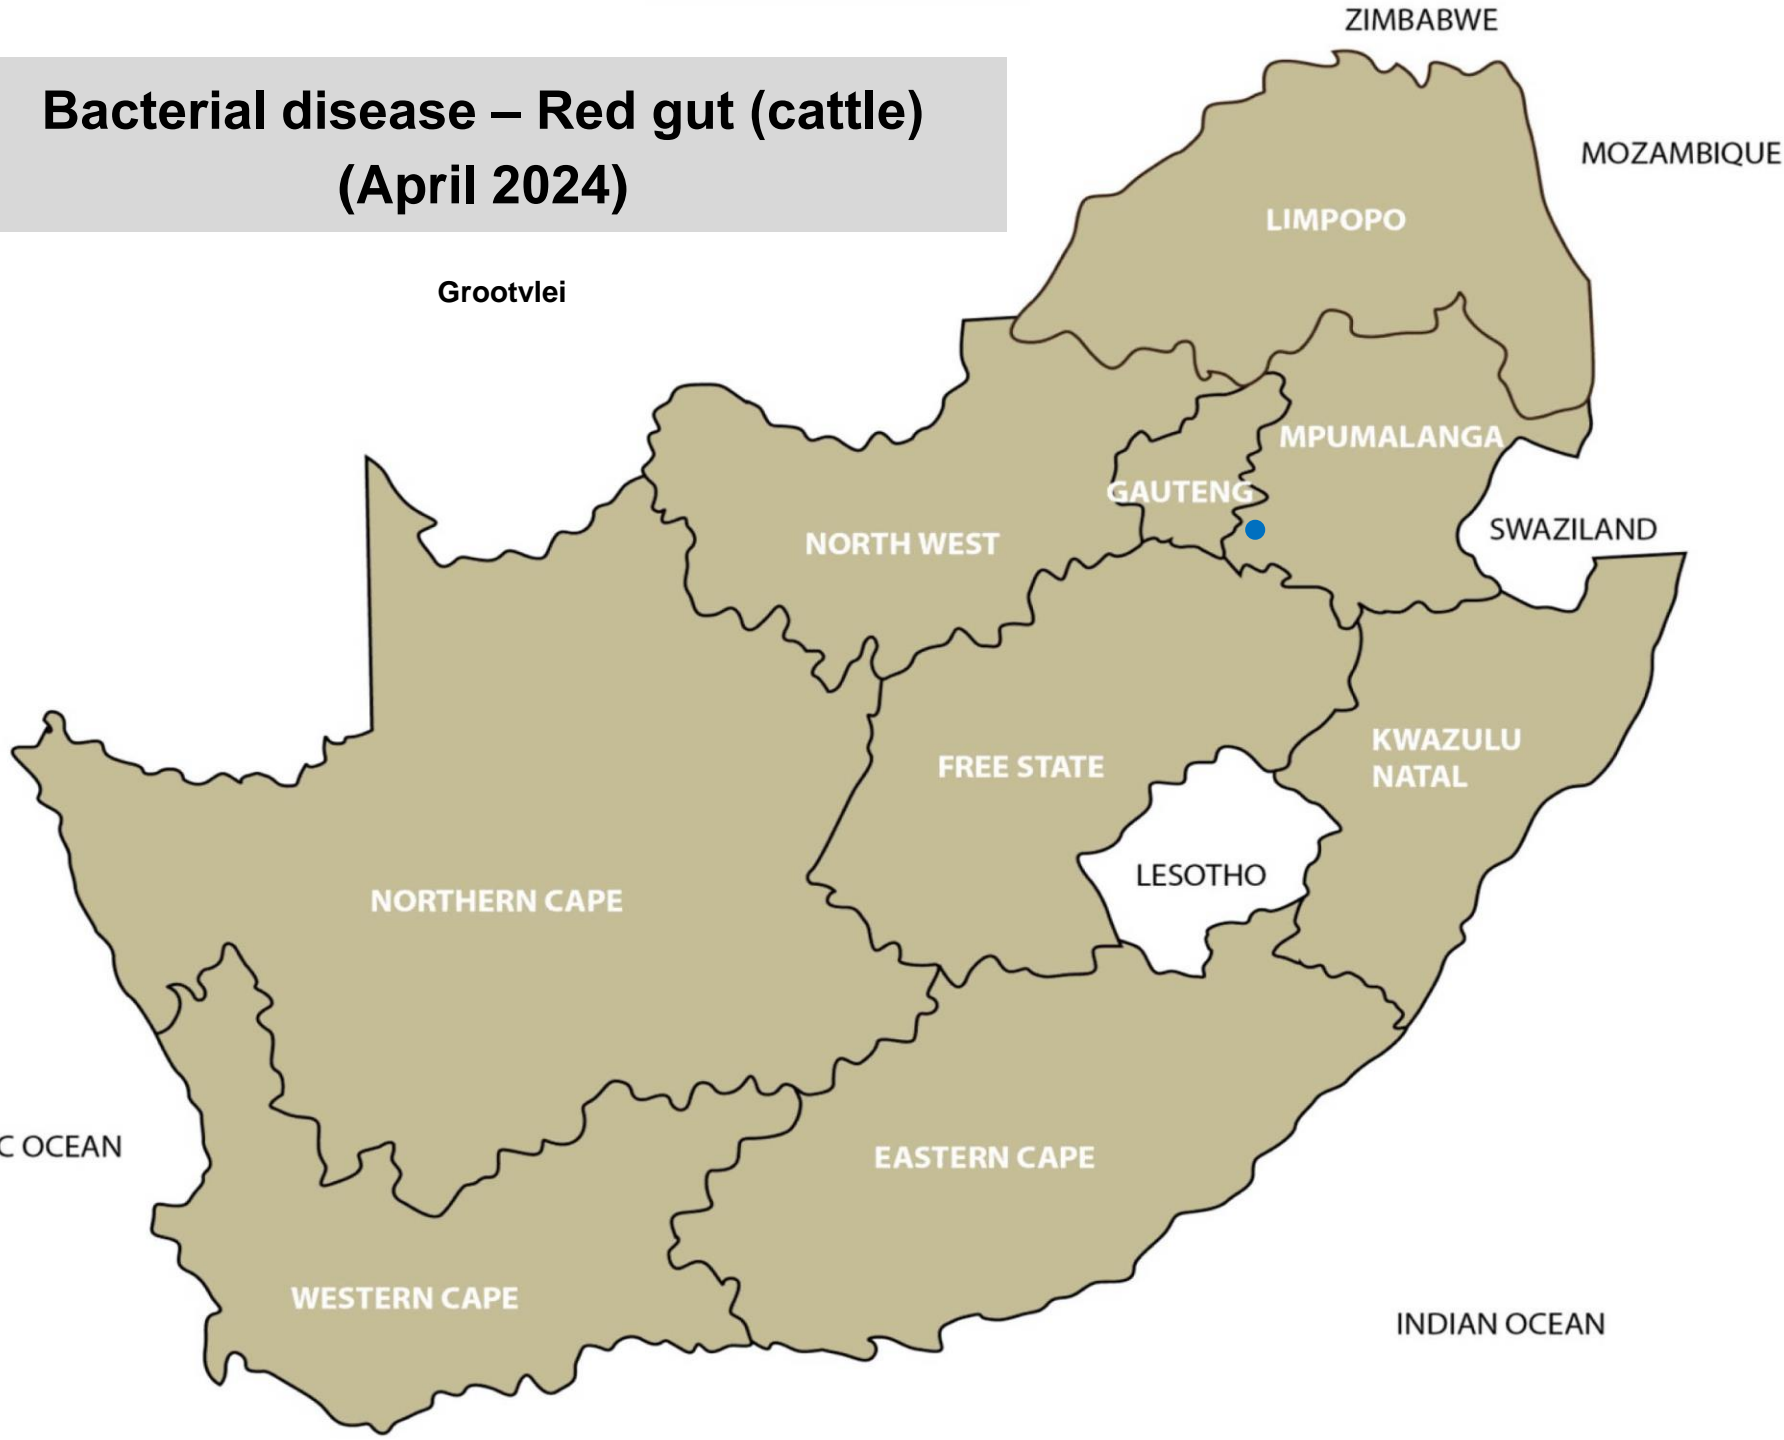 ZIMBABWE
Bacterial disease – Red gut (cattle)
(April 2024)
MOZAMBIQUE
LIMPOPO
Grootvlei
MPUMALANGA
GAUTENG
SWAZILAND
NORTH WEST
KWAZULU
NATAL
FREE STATE
LESOTHO
NORTHERN CAPE
C OCEAN
EASTERN CAPE
WESTERN CAPE
INDIAN OCEAN